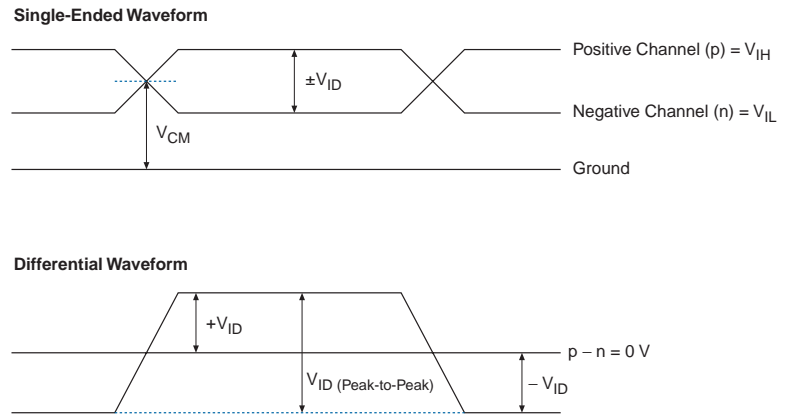 Single-Ended Waveform
Positive Channel (p) = VIH
±VID
Negative Channel (n) = VIL
VCM
Ground
Differential Waveform
+VID
p – n = 0 V
VID (Peak-to-Peak)
– VID